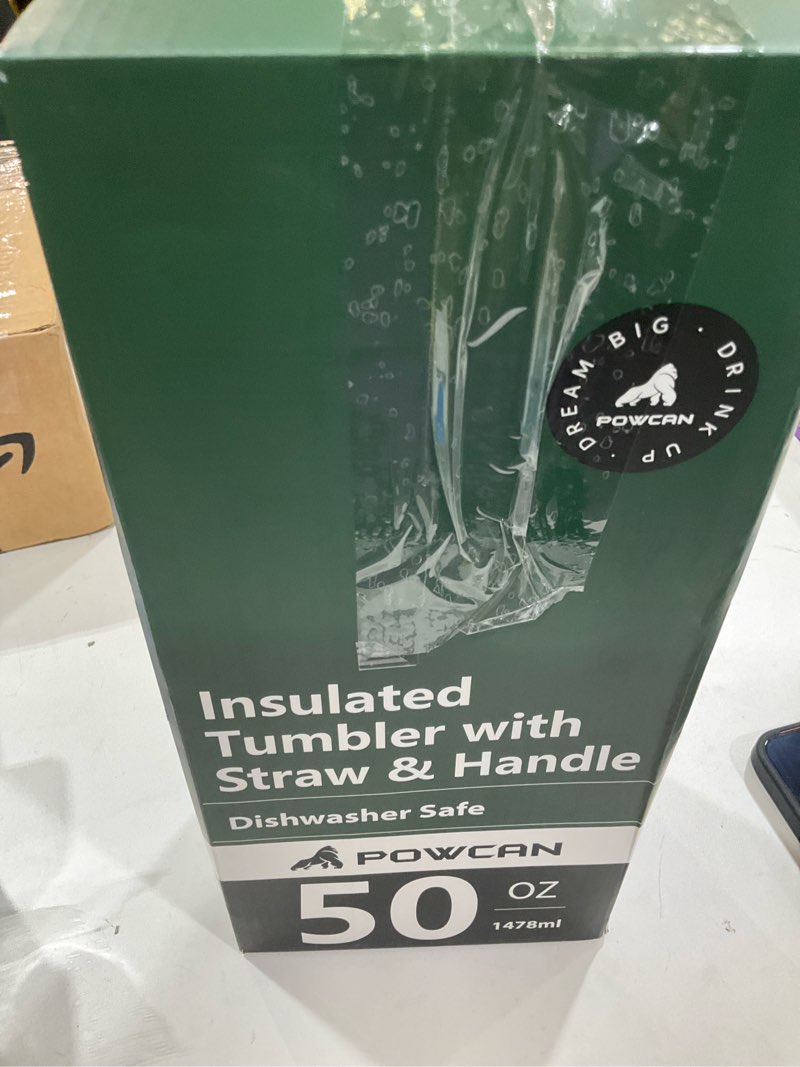 DREAM BIG · DRINK UP ·
POWCAN
Insulated
Tumbler with
Straw & Handle
Dishwasher Safe
POWCAN
50 OZ
1478ml